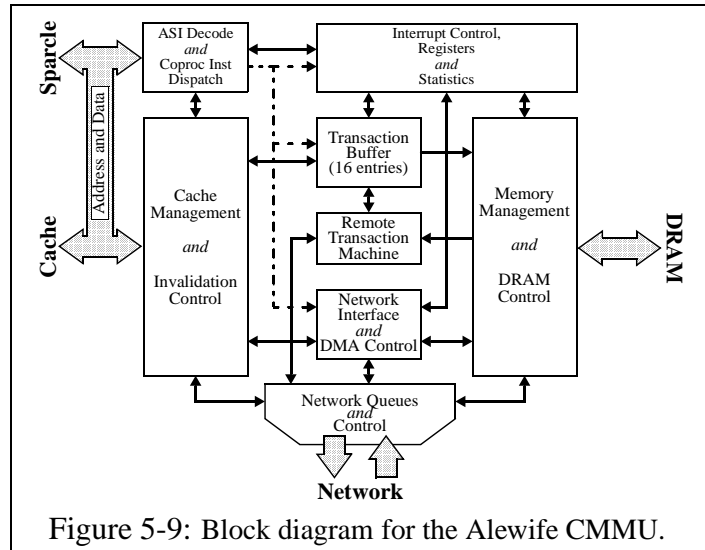 ASI Decode
and
Coproc Inst
Dispatch
Interrupt Control,
Registers
and
Statistics
Sparcle
Address and Data
Cache
Transaction
Buffer
(16 entries)
Cache
Management
and
Invalidation
Control
Remote
Transaction
Machine
Memory
Management
and
DRAM
Control
DRAM
Network
Interface
and
DMA Control
Network Queues
and
Control
Network
Figure 5-9: Block diagram for the Alewife CMMU.